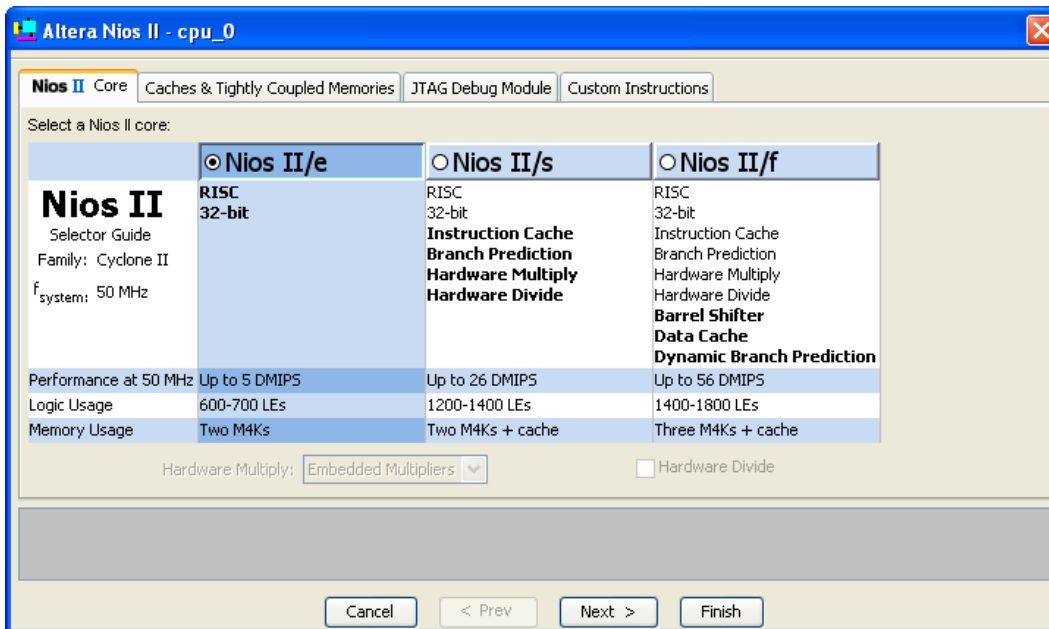 Altera Nios II - cpu_0
Nios II Core
Caches & Tightly Coupled Memories
JTAG Debug Module
Custom Instructions
Select a Nios II core:
Nios II/e
Nios II/s
Nios II/f
Nios II
Selector Guide
Family: Cyclone II
fsystem: 50 MHz
RISC
32-bit
RISC
32-bit
Instruction Cache
Branch Prediction
Hardware Multiply
Hardware Divide
RISC
32-bit
Instruction Cache
Branch Prediction
Hardware Multiply
Hardware Divide
Barrel Shifter
Data Cache
Dynamic Branch Prediction
Performance at 50 MHz Up to 5 DMIPS Up to 26 DMIPS Up to 56 DMIPS
Logic Usage 600-700 LEs 1200-1400 LEs 1400-1800 LEs
Memory Usage Two M4Ks Two M4Ks + cache Three M4Ks + cache
Hardware Multiply: Embedded Multipliers Hardware Divide
Cancel < Prev Next > Finish